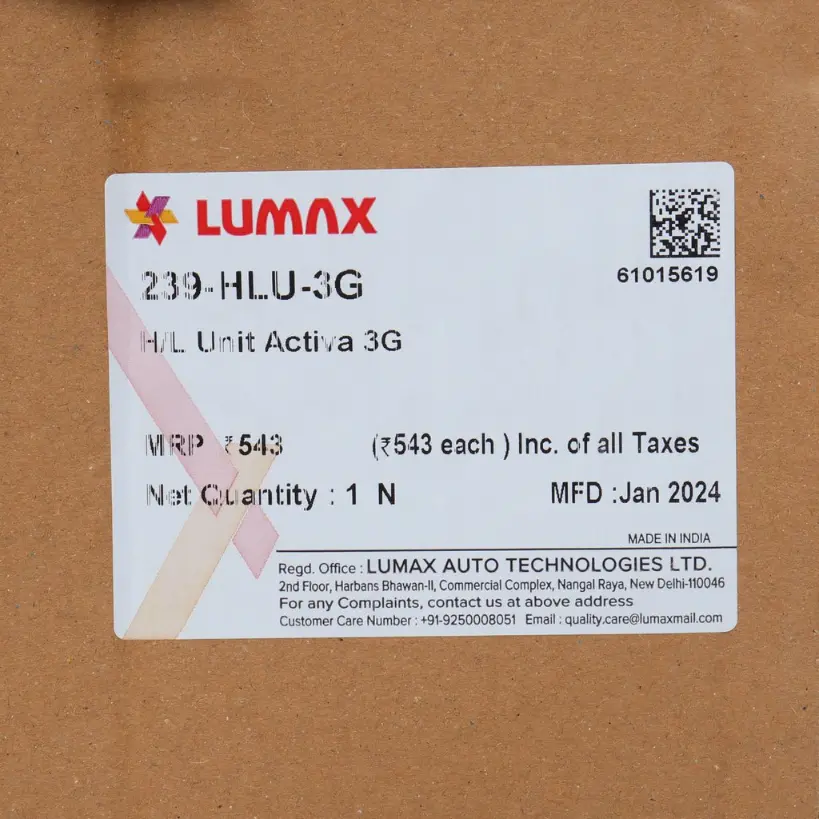 LUMAX
61015619
239-HLU-3G
H/L Unit Activa 3G
MRP ₹543 (₹543 each ) Inc. of all Taxes
Net Quantity : 1 N MFD :Jan 2024
MADE IN INDIA
Regd. Office : LUMAX AUTO TECHNOLOGIES LTD.
2nd Floor, Harbans Bhawan-II, Commercial Complex, Nangal Raya, New Delhi-110046
For any Complaints, contact us at above address
Customer Care Number : +91-9250008051 Email : quality.care@lumaxmail.com